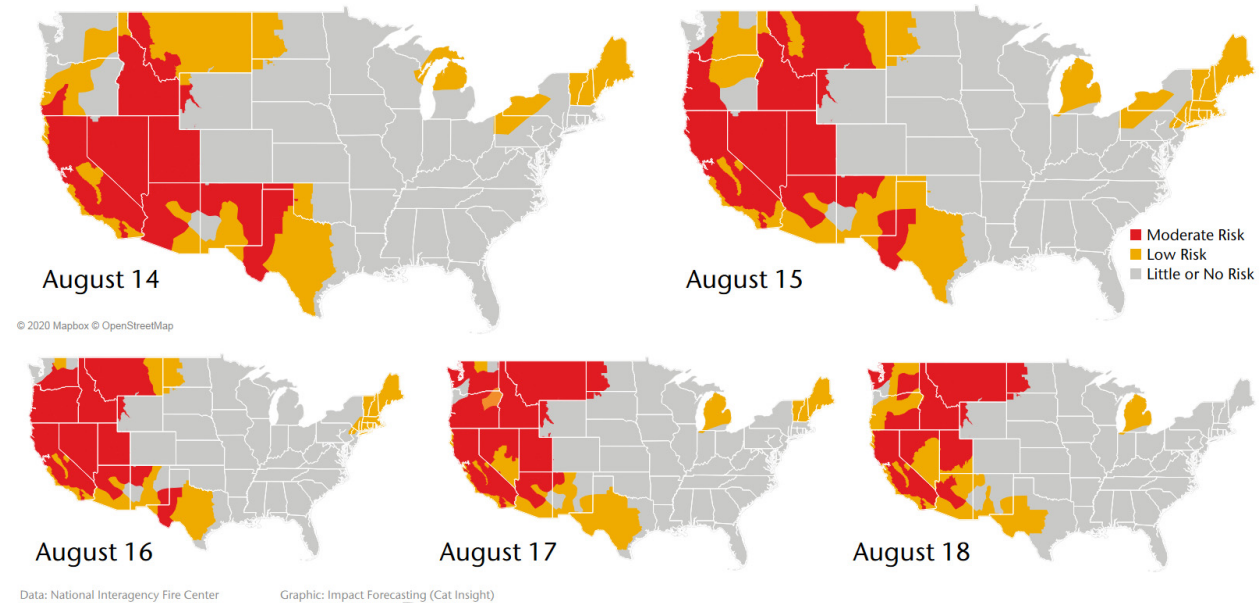 August 14
August 15
Moderate Risk
Low Risk
Little or No Risk
© 2020 Mapbox © OpenStreetMap
August 16
August 17
August 18
Data: National Interagency Fire Center
Graphic: Impact Forecasting (Cat Insight)